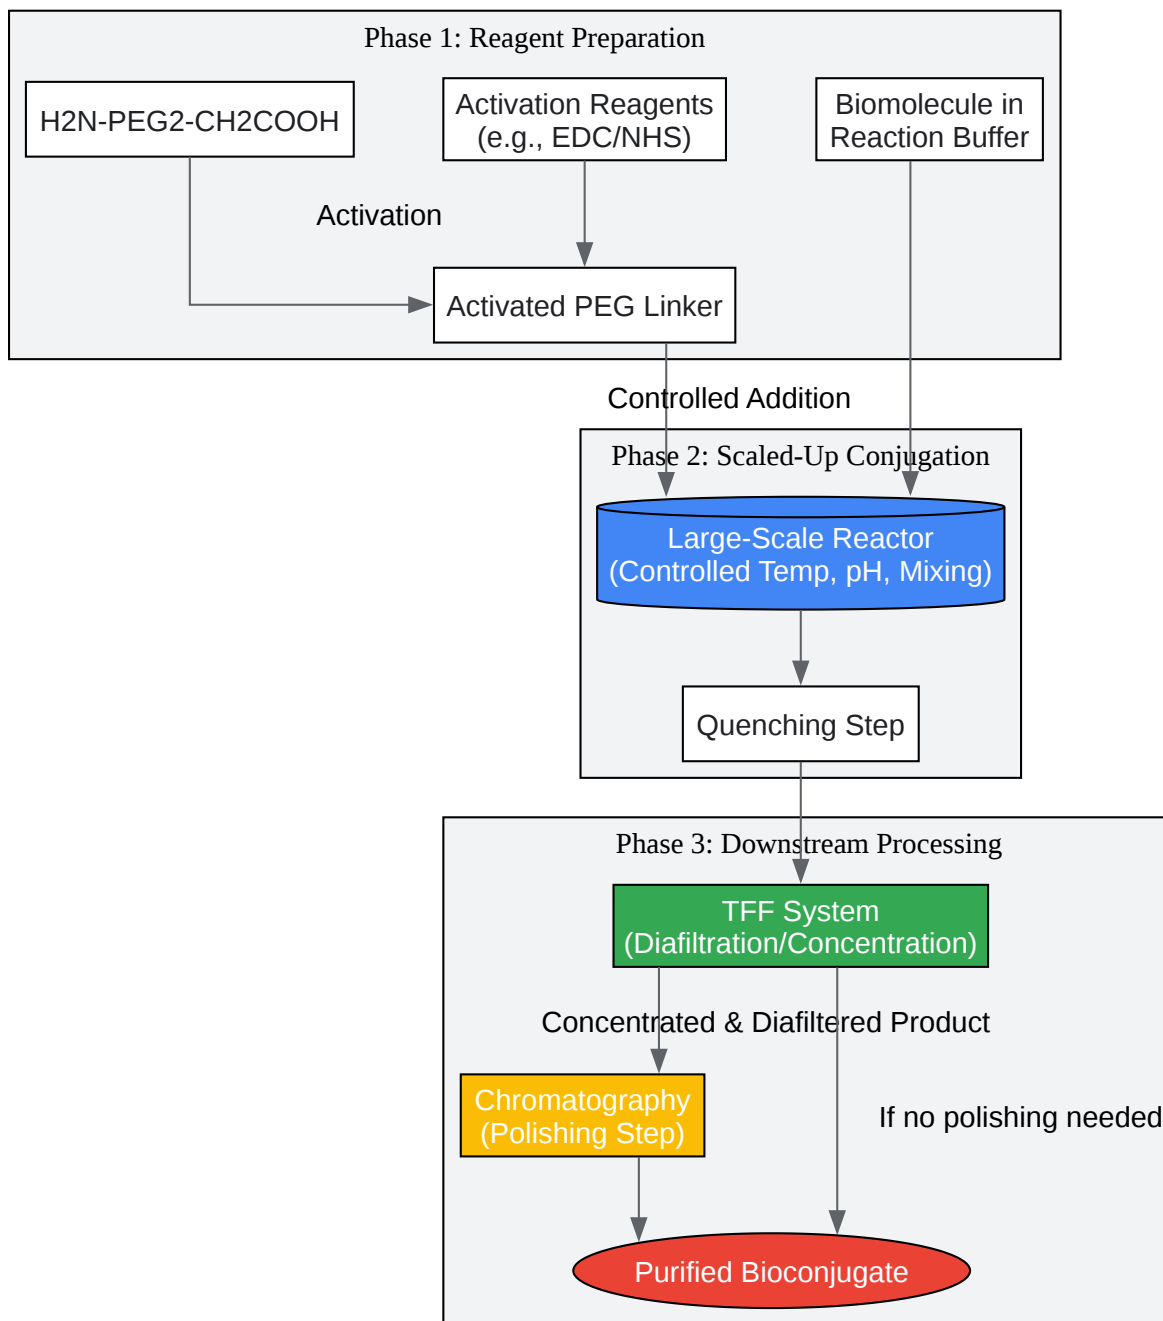 Phase 1: Reagent Preparation
H2N-PEG2-CH2COOH
Activation Reagents
(e.g., EDC/NHS)
Biomolecule in
Reaction Buffer
Activation
Activated PEG Linker
Controlled Addition
Phase 2: Scaled-Up Conjugation
Large-Scale Reactor
(Controlled Temp, pH, Mixing)
Quenching Step
Phase 3: Downstream Processing
TFF System
(Diafiltration/Concentration)
Concentrated & Diafiltered Product
Chromatography
(Polishing Step)
If no polishing needed
Purified Bioconjugate